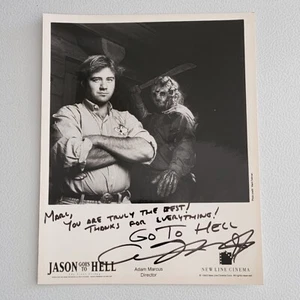 MARC,
YOU ARE TRULY THE BEST!
THANKS FOR EVERYTHING!
GO TO HELL
JASON GOES TO HELL
Adam Marcus
Director
NEW LINE CINEMA